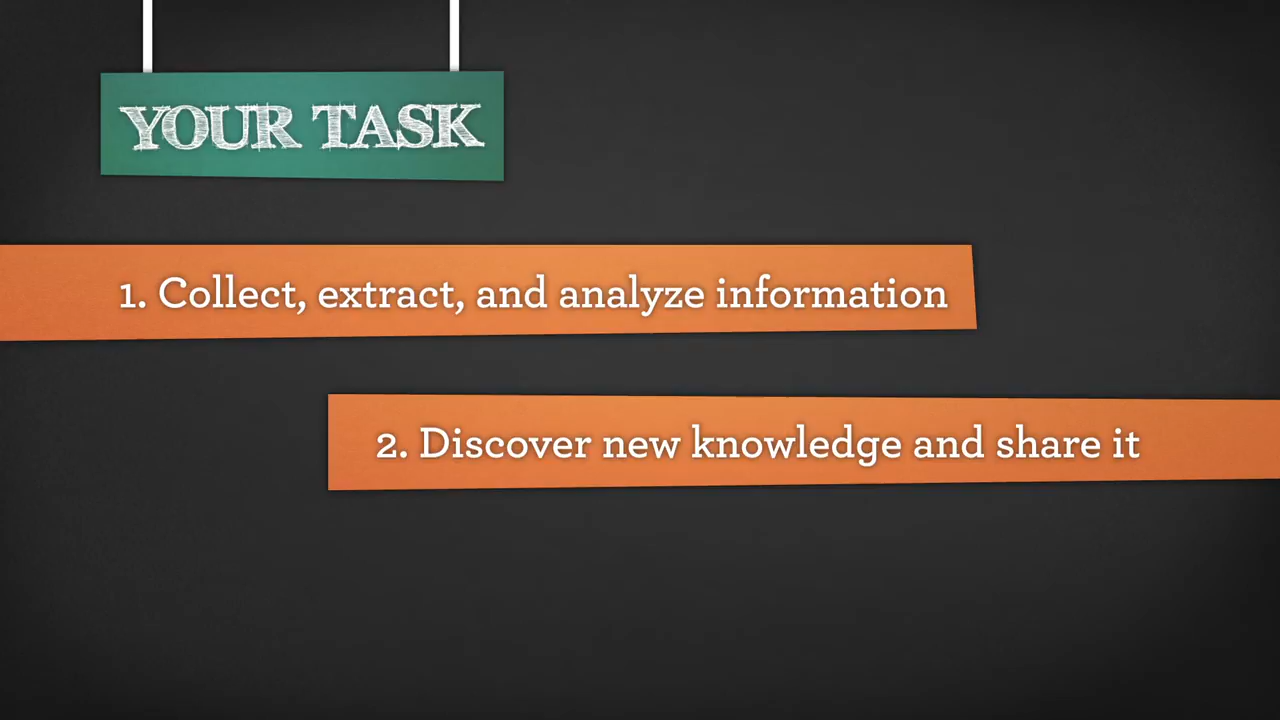 YOUR TASK
1. Collect, extract, and analyze information
2. Discover new knowledge and share it